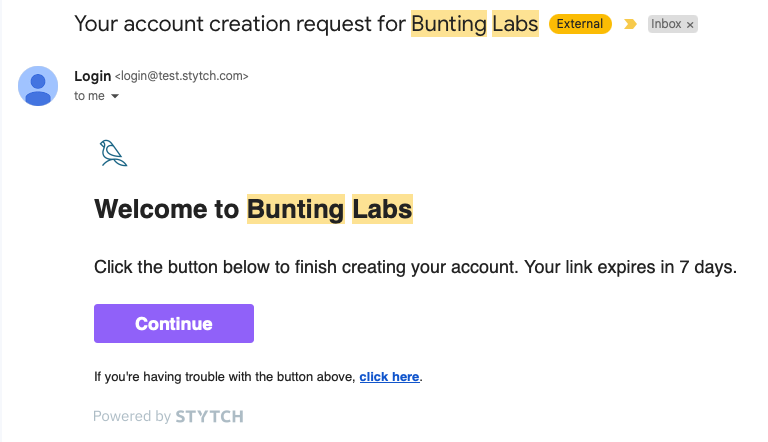 Your account creation request for Bunting Labs External Inbox ×
Login <login@test.stytch.com>
to me
Welcome to Bunting Labs
Click the button below to finish creating your account. Your link expires in 7 days.
Continue
If you're having trouble with the button above, click here.
Powered by STYTCH